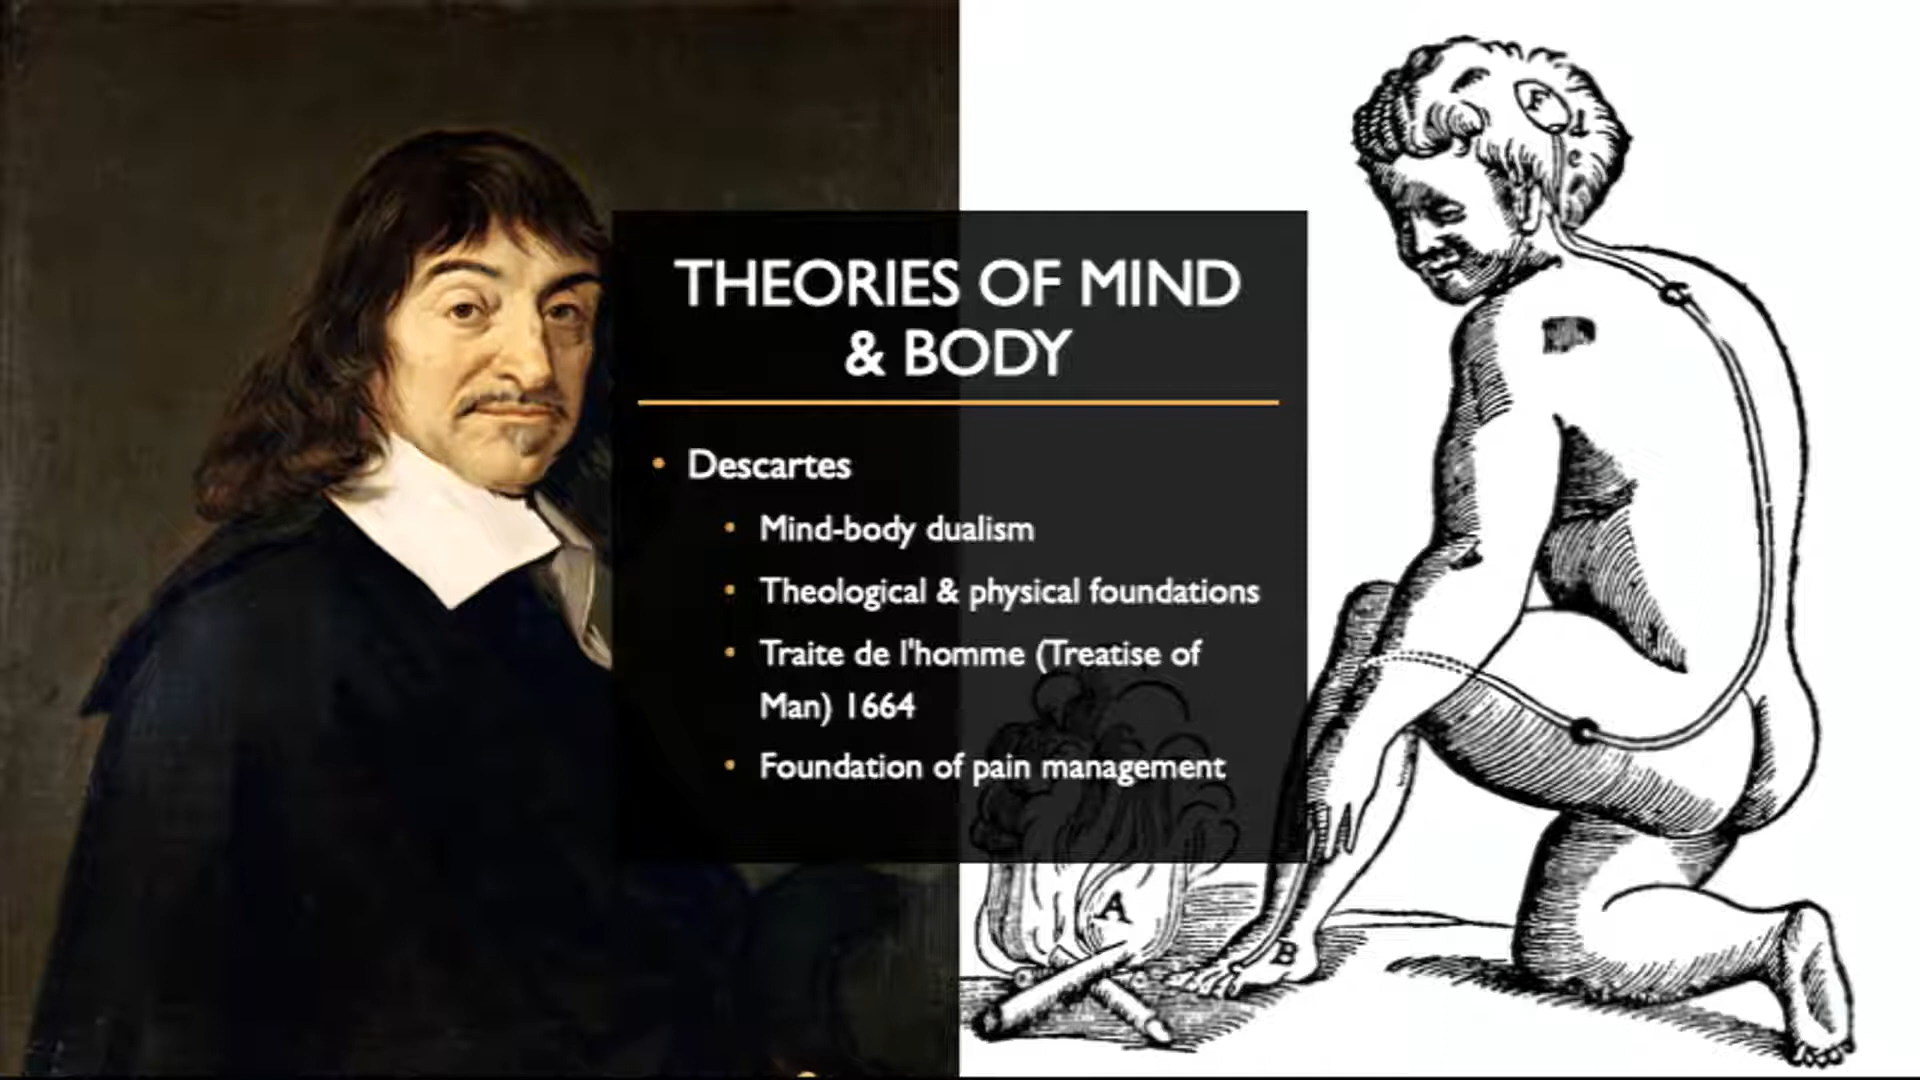 THEORIES OF MIND
& BODY
• Descartes
• Mind-body dualism
• Theological & physical foundations
• Traite de l'homme (Treatise of
Man) 1664
• Foundation of pain management
A
B